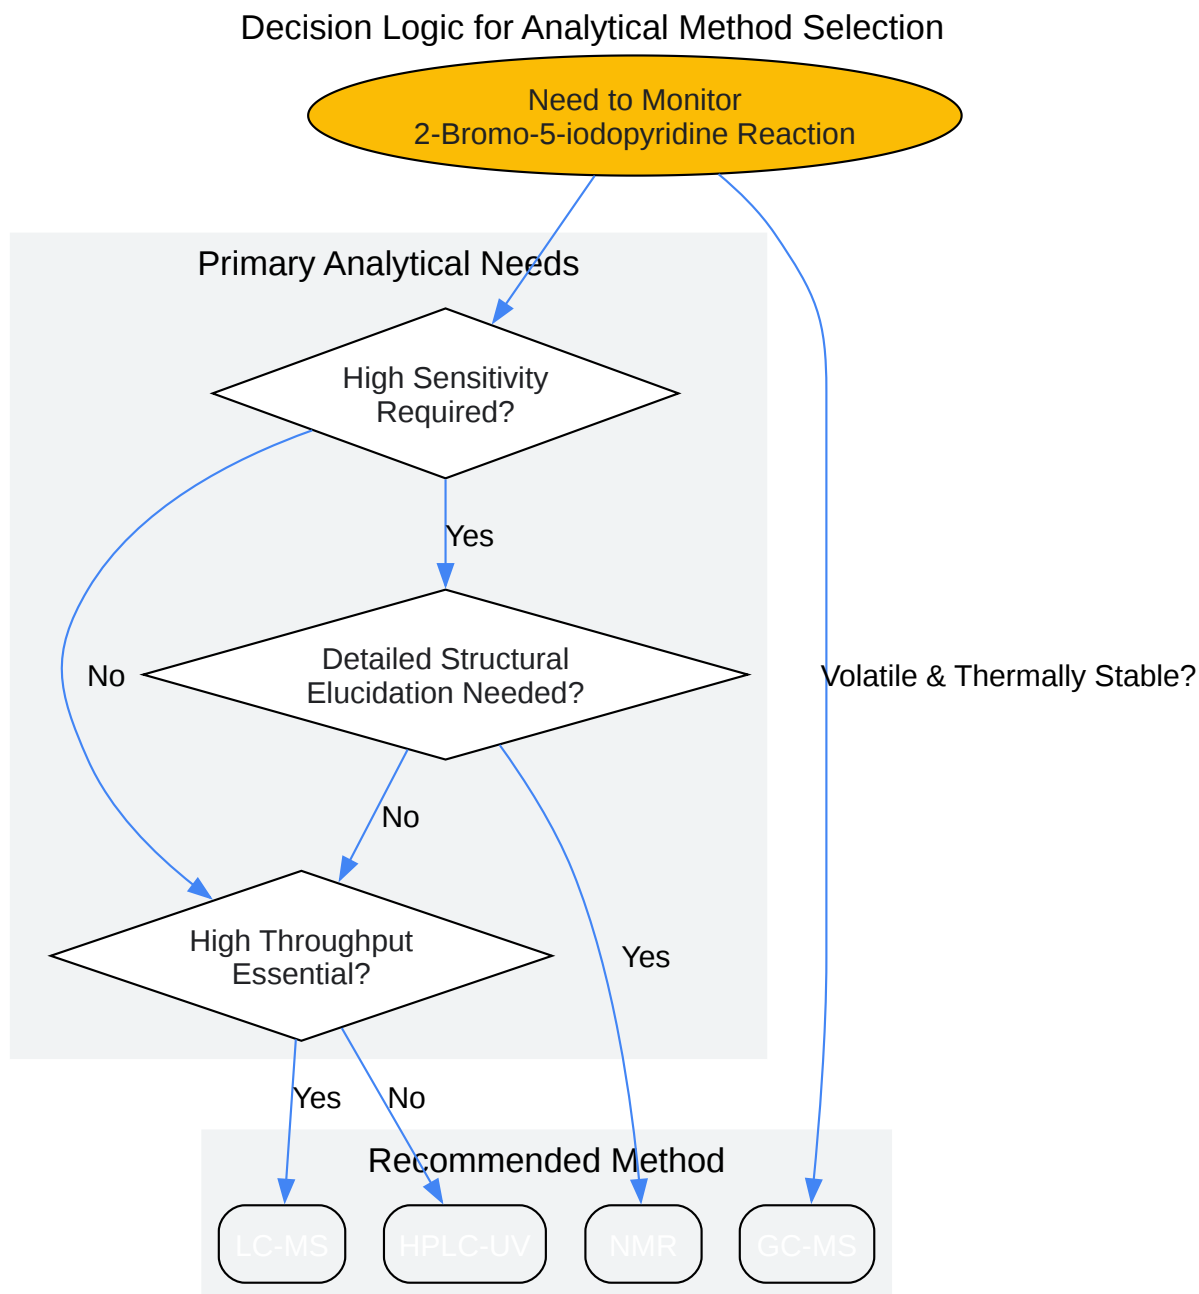 Decision Logic for Analytical Method Selection
Need to Monitor
2-Bromo-5-iodopyridine Reaction
Primary Analytical Needs
High Sensitivity
Required?
Yes
No
Detailed Structural
Elucidation Needed?
Volatile & Thermally Stable?
No
High Throughput
Essential?
Yes
Yes
No
Recommended Method
LC-MS
HPLC-UV
NMR
GC-MS